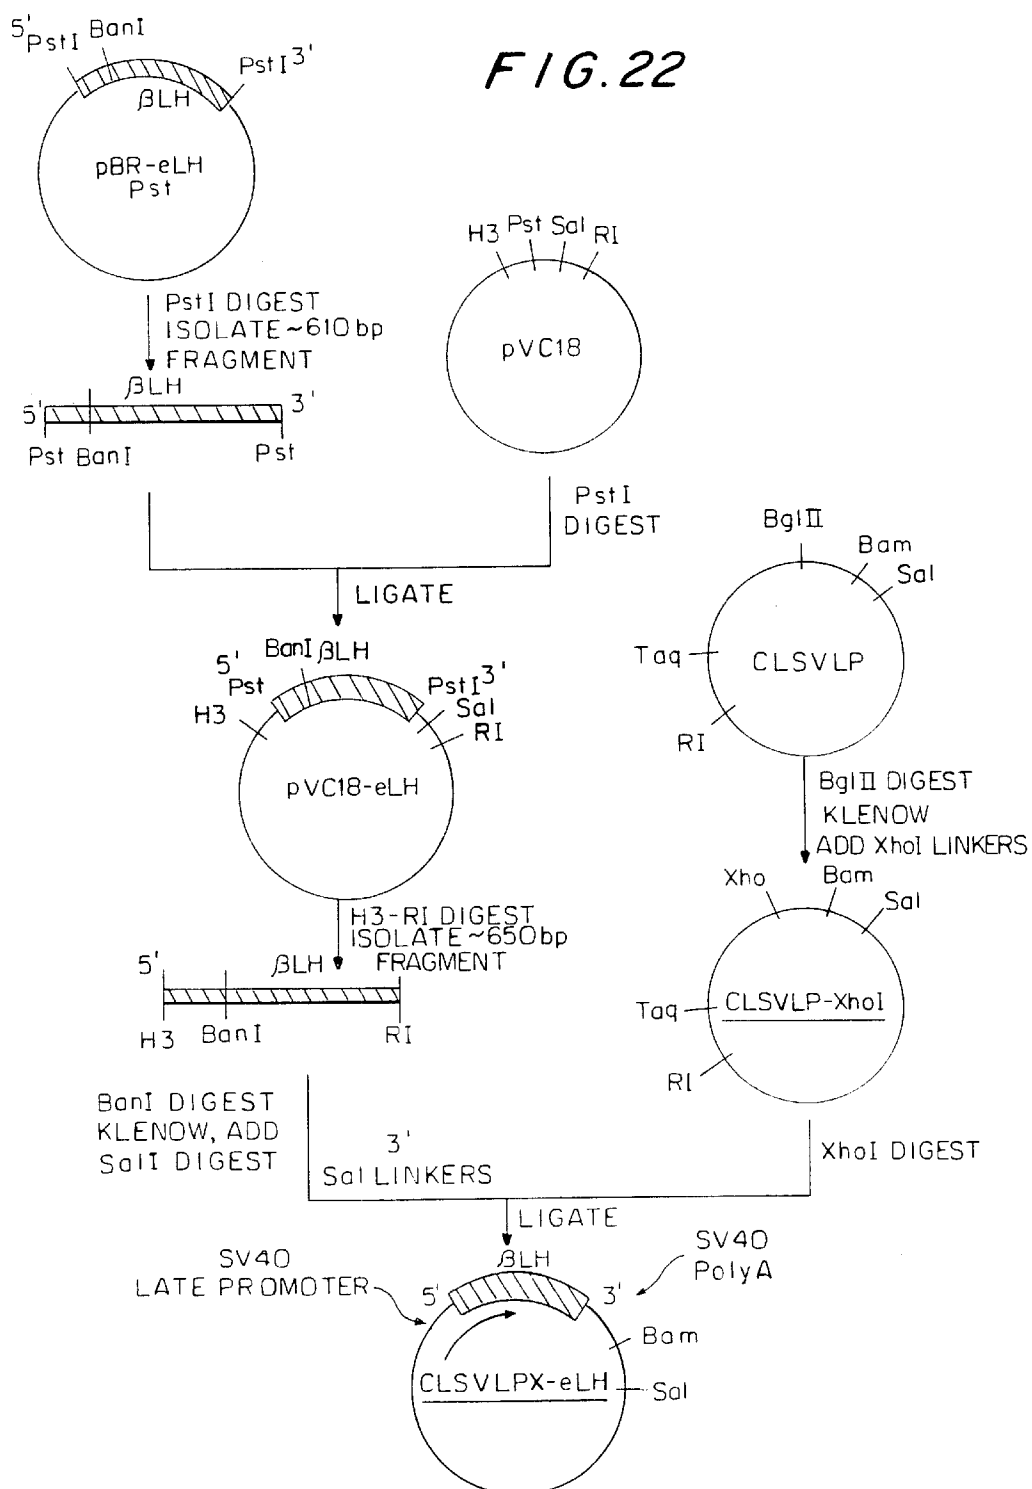 FIG.22
5'
PstI
BanI
PstI 3'
βLH
pBR-eLH
Pst
PstI DIGEST
ISOLATE ~610bp
FRAGMENT
βLH
5'
3'
Pst
BanI
Pst
H3
Pst
Sal
RI
pVC18
PstI
DIGEST
LIGATE
5'
Pst
BanI
βLH
PstI 3'
Sal
RI
H3
pVC18-eLH
H3-RI DIGEST
ISOLATE ~650bp
FRAGMENT
5'
βLH
H3
BanI
RI
BglII
Bam
Sal
Taq
CLSVLP
RI
BglII DIGEST
KLENOW
ADD XhoI LINKERS
Xho
Bam
Sal
Taq
CLSVLP-XhoI
RI
BanI DIGEST
KLENOW, ADD
SalI DIGEST
3'
Sal LINKERS
XhoI DIGEST
LIGATE
SV40
LATE PROMOTER
βLH
SV40
PolyA
5'
3'
Bam
CLSVLPX-eLH
Sal